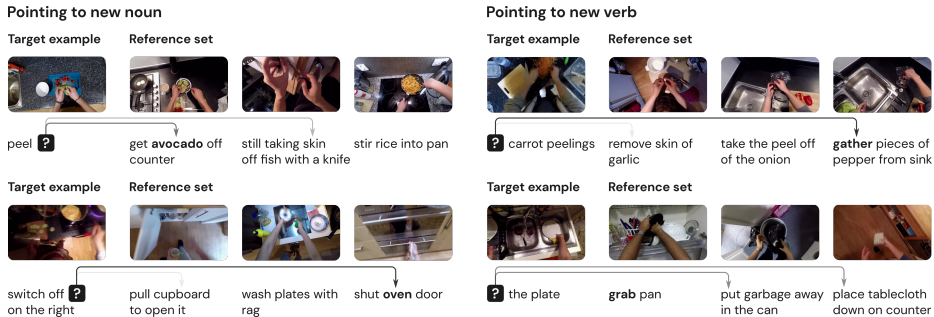 Pointing to new noun
Target example
Reference set
peel ?
get avocado off
counter
still taking skin
off fish with a knife
stir rice into pan
Target example
Reference set
switch off ?
on the right
pull cupboard
to open it
wash plates with
rag
shut oven door
Pointing to new verb
Target example
Reference set
? carrot peelings
remove skin of
garlic
take the peel off
of the onion
gather pieces of
pepper from sink
Target example
Reference set
? the plate
grab pan
put garbage away
in the can
place tablecloth
down on counter